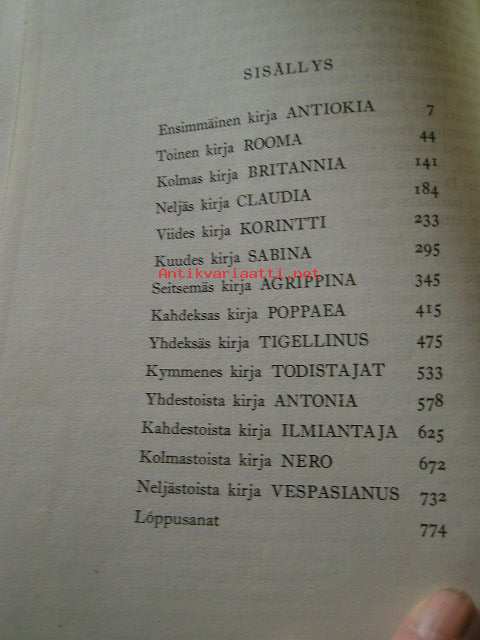 SISÄLLYS
Ensimmäinen kirja ANTIOKIA 7
Toinen kirja ROOMA 44
Kolmas kirja BRITANNIA 141
Neljäs kirja CLAUDIA 184
Viides kirja KORINTTI 233
Kuudes kirja SABINA 295
Antikvariaatti.net
Seitsemäs kirja AGRIPPINA 345
Kahdeksas kirja POPPAEA 415
Yhdeksäs kirja TIGELLINUS 475
Kymmenes kirja TODISTAJAT 533
Yhdestoista kirja ANTONIA 578
Kahdestoista kirja ILMIANTAJA 625
Kolmastoista kirja NERO 672
Neljästoista kirja VESPASIANUS 732
Loppusanat 774